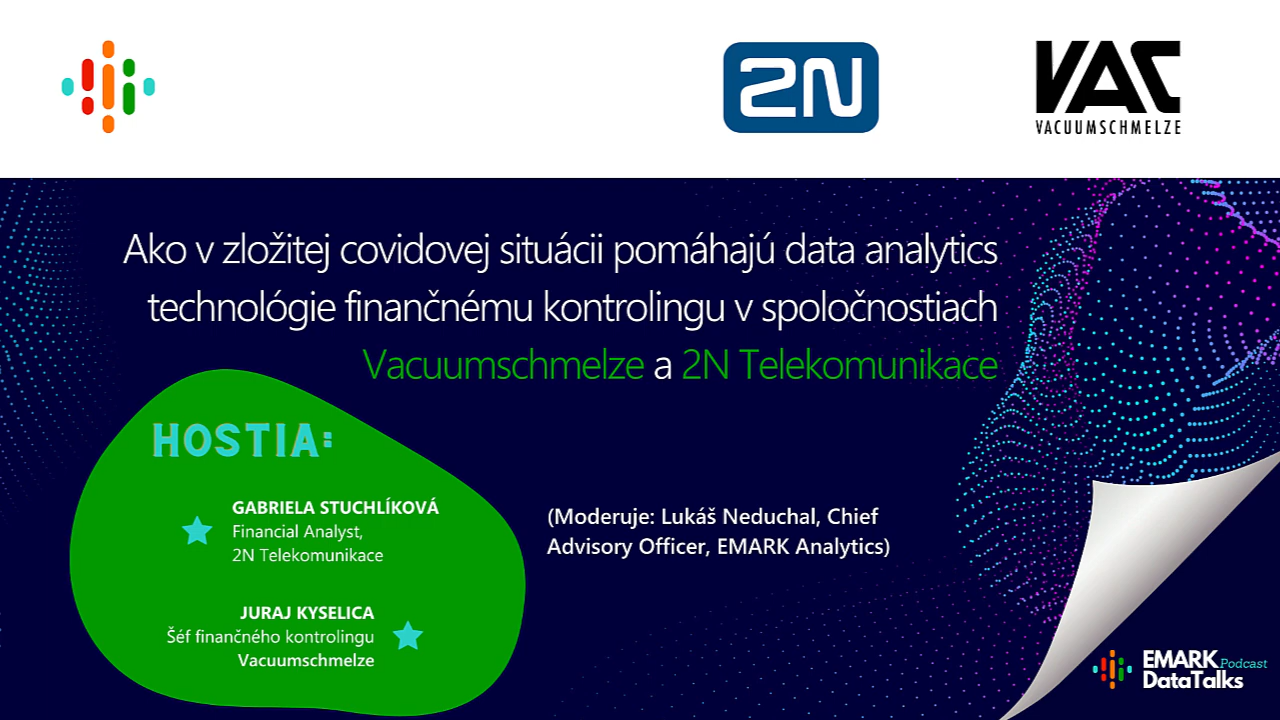 2N
VAC
VACUUMSCHMELZE
Ako v zložitej covidovej situácii pomáhajú data analytics
technológie finančnému kontrolingu v spoločnostiach
Vacuumschmelze a 2N Telekomunikace
HOSTIA:
GABRIELA STUCHLÍKOVÁ
Financial Analyst,
2N Telekomunikace
JURAJ KYSELICA
Šéf finančného kontrolingu
Vacuumschmelze
(Moderuje: Lukáš Neduchal, Chief
Advisory Officer, EMARK Analytics)
EMARK Podcast
DataTalks